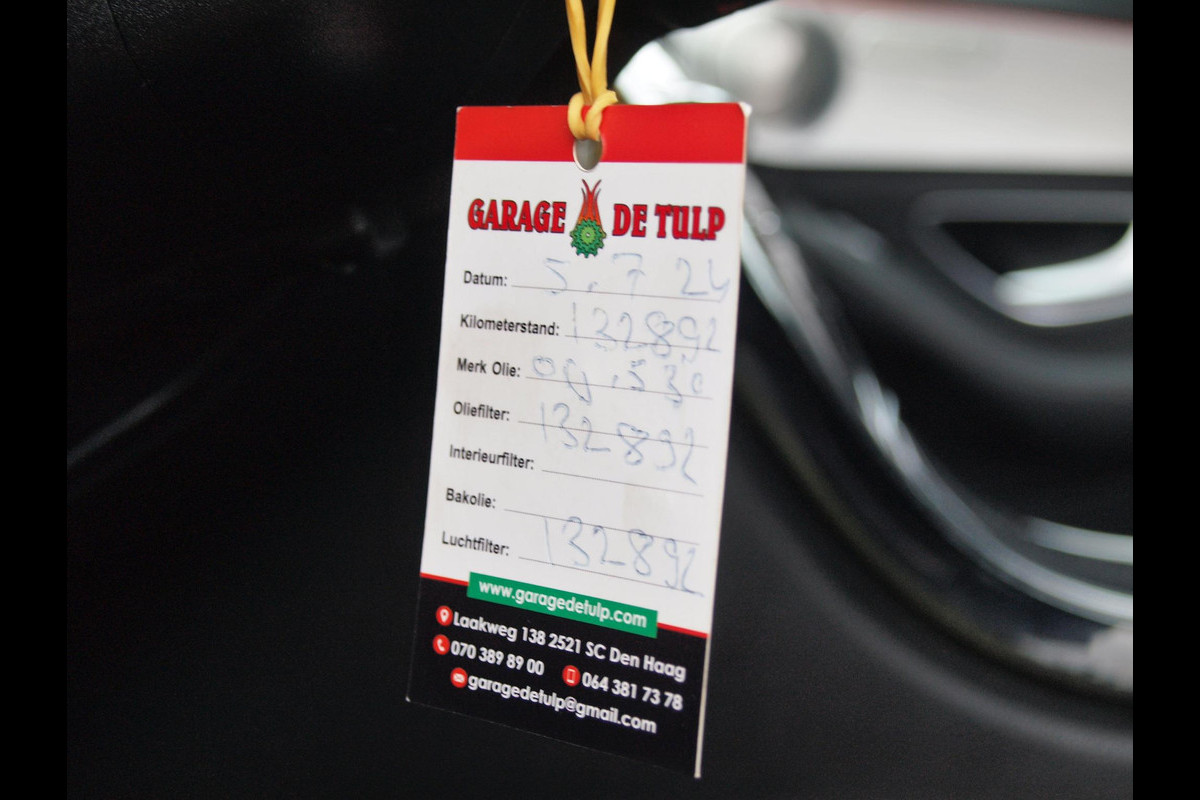 GARAGE DE TULP
Datum: 5.7 24
Kilometerstand: 132892
Merk Olie: 530
Oliefilter: 132892
Interieurfilter:
Bakolie:
Luchtfilter: 132892
www.garagedetulp.com
Laakweg 138 2521 SC Den Haag
070 389 89 00 064 381 73 78
garagedetulp@gmail.com